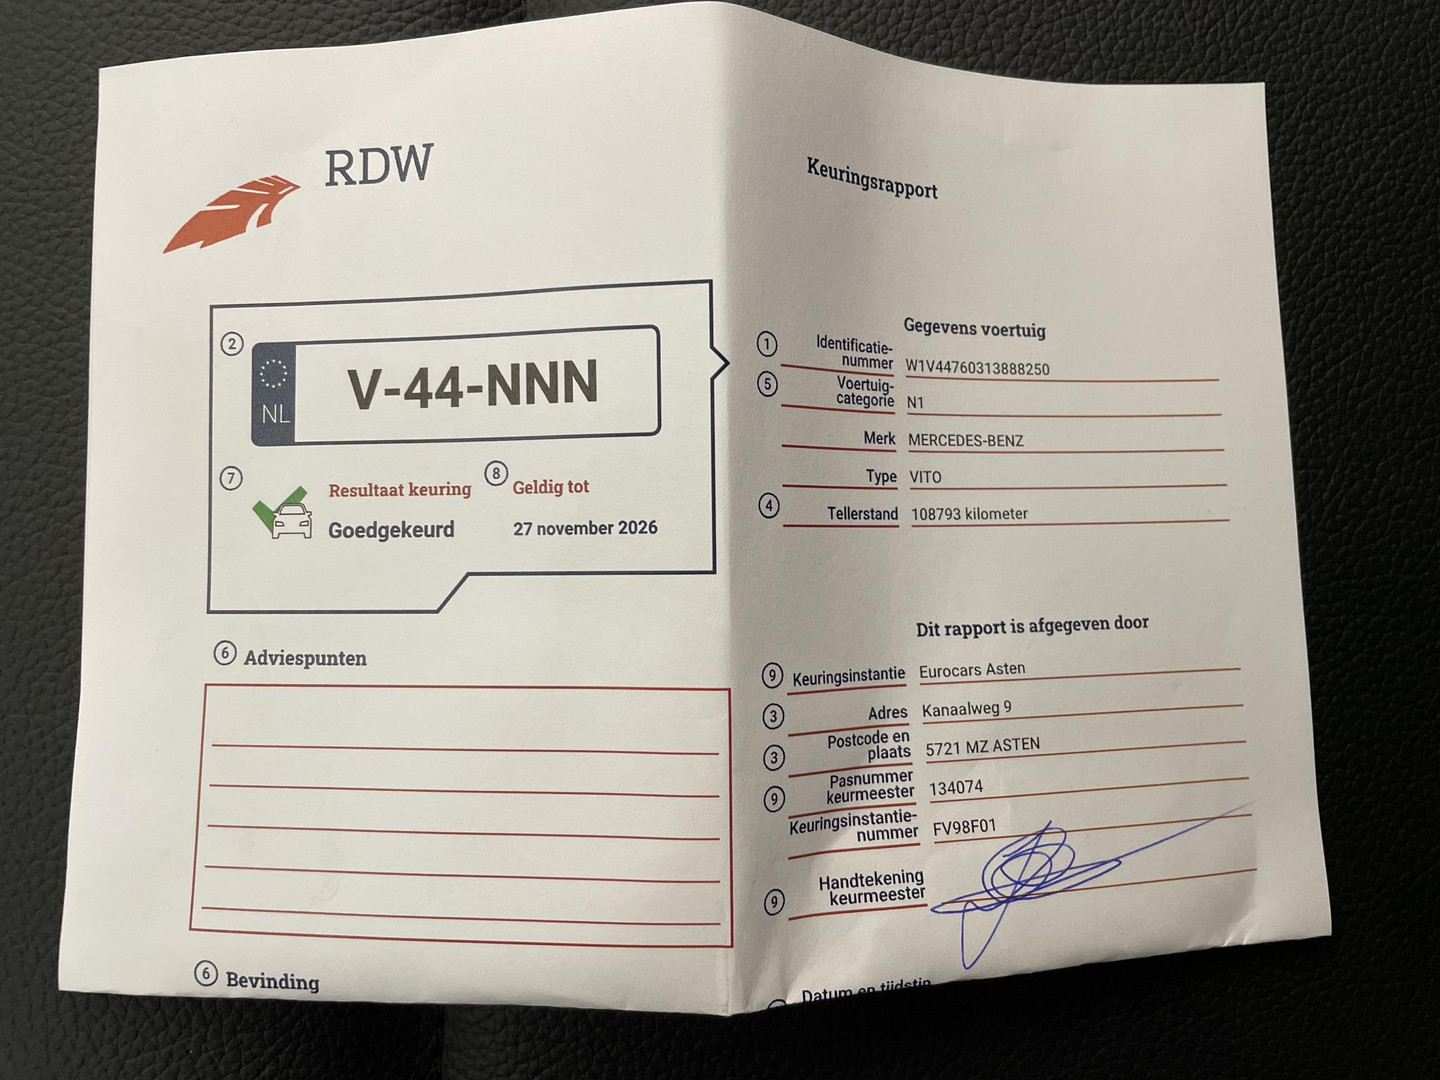 RDW
Keuringsrapport
2
NL
V-44-NNN
7
Resultaat keuring
Goedgekeurd
8
Geldig tot
27 november 2026
6 Adviespunten
6 Bevinding
Gegevens voertuig
1 Identificatie-
nummer W1V44760313888250
5 Voertuig-
categorie N1
Merk MERCEDES-BENZ
Type VITO
4 Tellerstand 108793 kilometer
Dit rapport is afgegeven door
9 Keuringsinstantie Eurocars Asten
3 Adres Kanaalweg 9
3 Postcode en
plaats 5721 MZ ASTEN
9 Pasnummer
keurmeester 134074
Keuringsinstantie-
nummer FV98F01
9 Handtekening
keurmeester
Datum en tijdstip